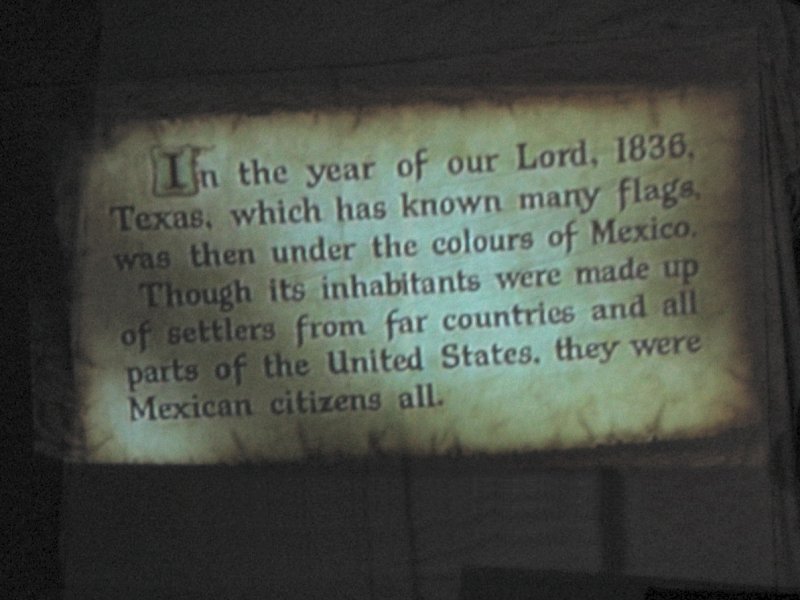 In the year of our Lord, 1836,
Texas, which has known many flags,
was then under the colours of Mexico.
Though its inhabitants were made up
of settlers from far countries and all
parts of the United States, they were
Mexican citizens all.